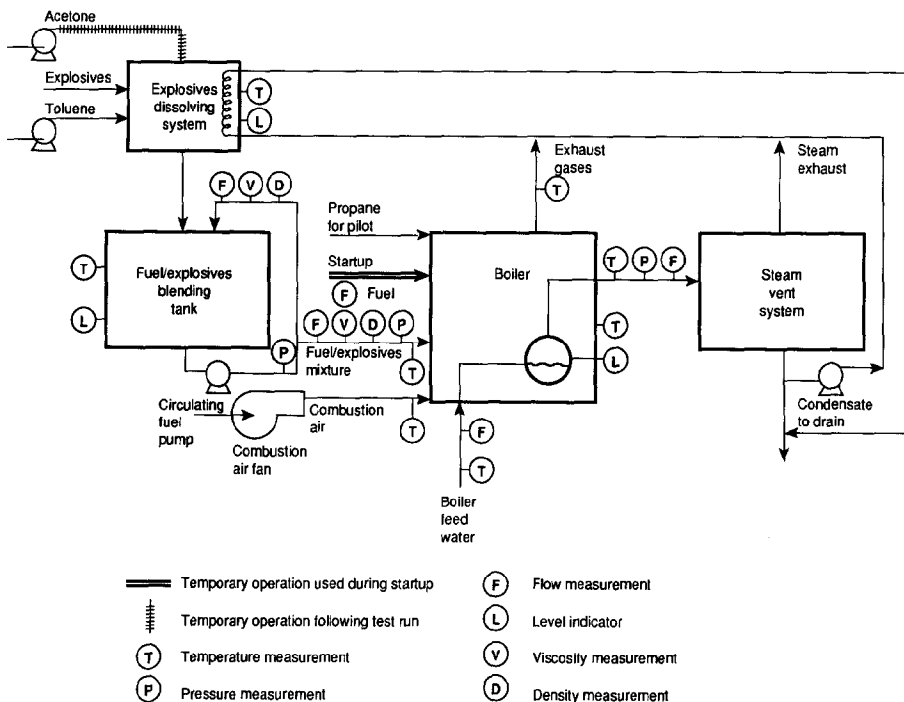 Acetone
Explosives
Toluene
Explosives
dissolving
system
T
L
Exhaust
gases
T
Steam
exhaust
F
V
D
Propane
for pilot
Startup
F
Fuel
T
L
Fuel/explosives
blending
tank
P
F
V
D
P
T
Fuel/explosives
mixture
Boiler
T
P
F
T
L
Steam
vent
system
Condensate
to drain
Circulating
fuel
pump
Combustion
air fan
Combustion
air
T
F
T
Boiler
feed
water
Temporary operation used during startup
Temporary operation following test run
T Temperature measurement
P Pressure measurement
F Flow measurement
L Level indicator
V Viscosity measurement
D Density measurement